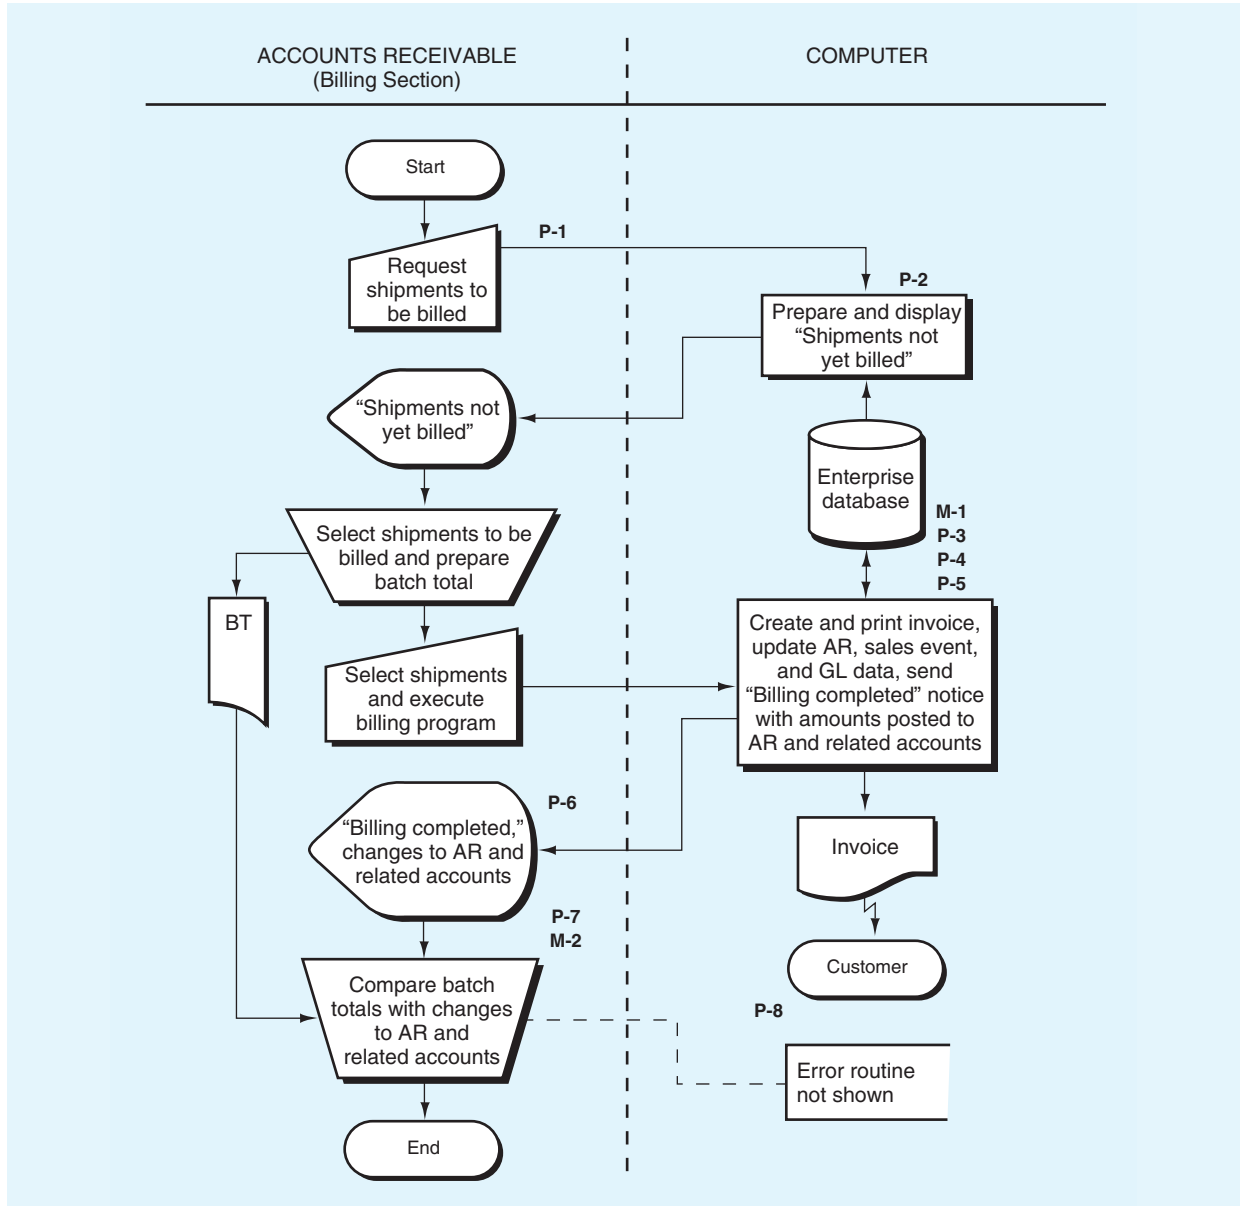 ACCOUNTS RECEIVABLE
(Billing Section)
COMPUTER
Start
P-1
Request
shipments to
be billed
P-2
Prepare and display
“Shipments not
yet billed”
“Shipments not
yet billed”
Enterprise
database
M-1
P-3
P-4
P-5
Select shipments to be
billed and prepare
batch total
BT
Select shipments
and execute
billing program
Create and print invoice,
update AR, sales event,
and GL data, send
“Billing completed” notice
with amounts posted to
AR and related accounts
P-6
“Billing completed,”
changes to AR and
related accounts
Invoice
P-7
M-2
Customer
Compare batch
totals with changes
to AR and
related accounts
P-8
Error routine
not shown
End